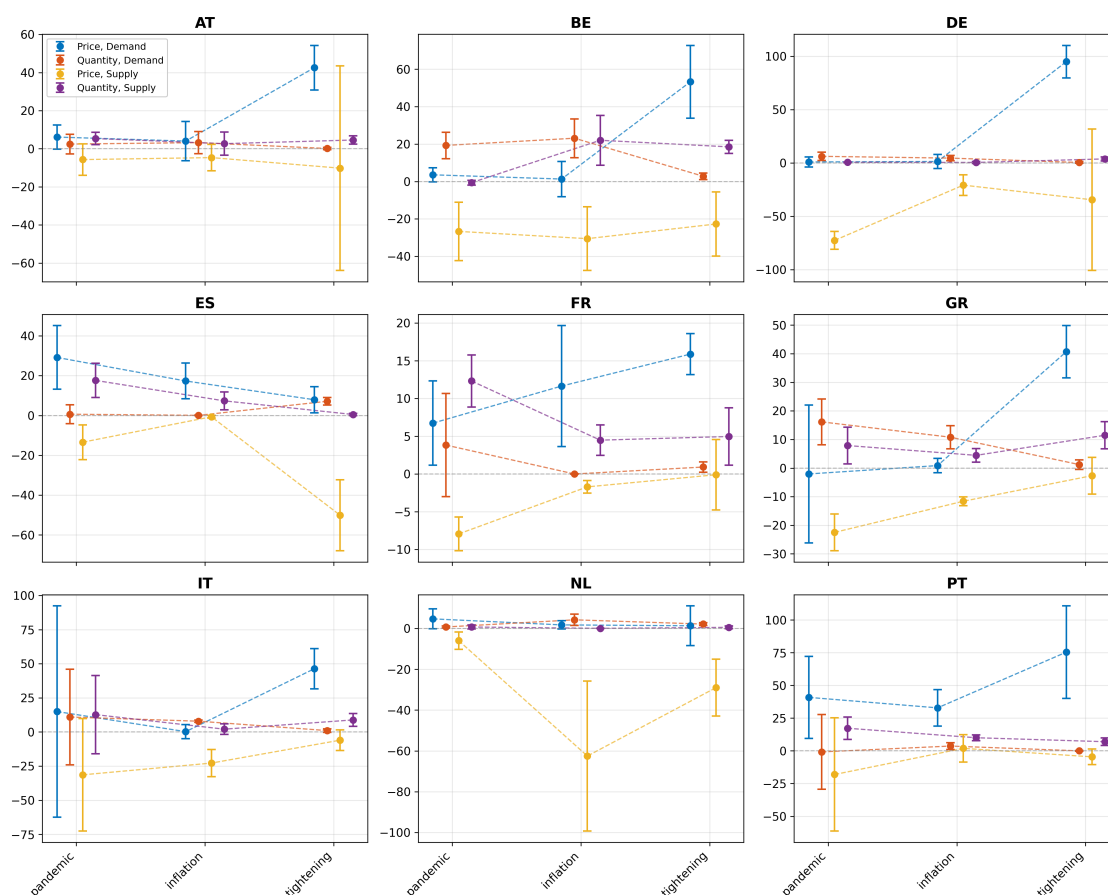 AT
60
40
20
0
−20
−40
−60
Price, Demand
Quantity, Demand
Price, Supply
Quantity, Supply
BE
60
40
20
0
−20
−40
DE
100
50
0
−50
−100
ES
40
20
0
−20
−40
−60
FR
20
15
10
5
0
−5
−10
GR
50
40
30
20
10
0
−10
−20
−30
IT
100
75
50
25
0
−25
−50
−75
pandemic
inflation
tightening
NL
0
−20
−40
−60
−80
−100
pandemic
inflation
tightening
PT
100
75
50
25
0
−25
−50
pandemic
inflation
tightening